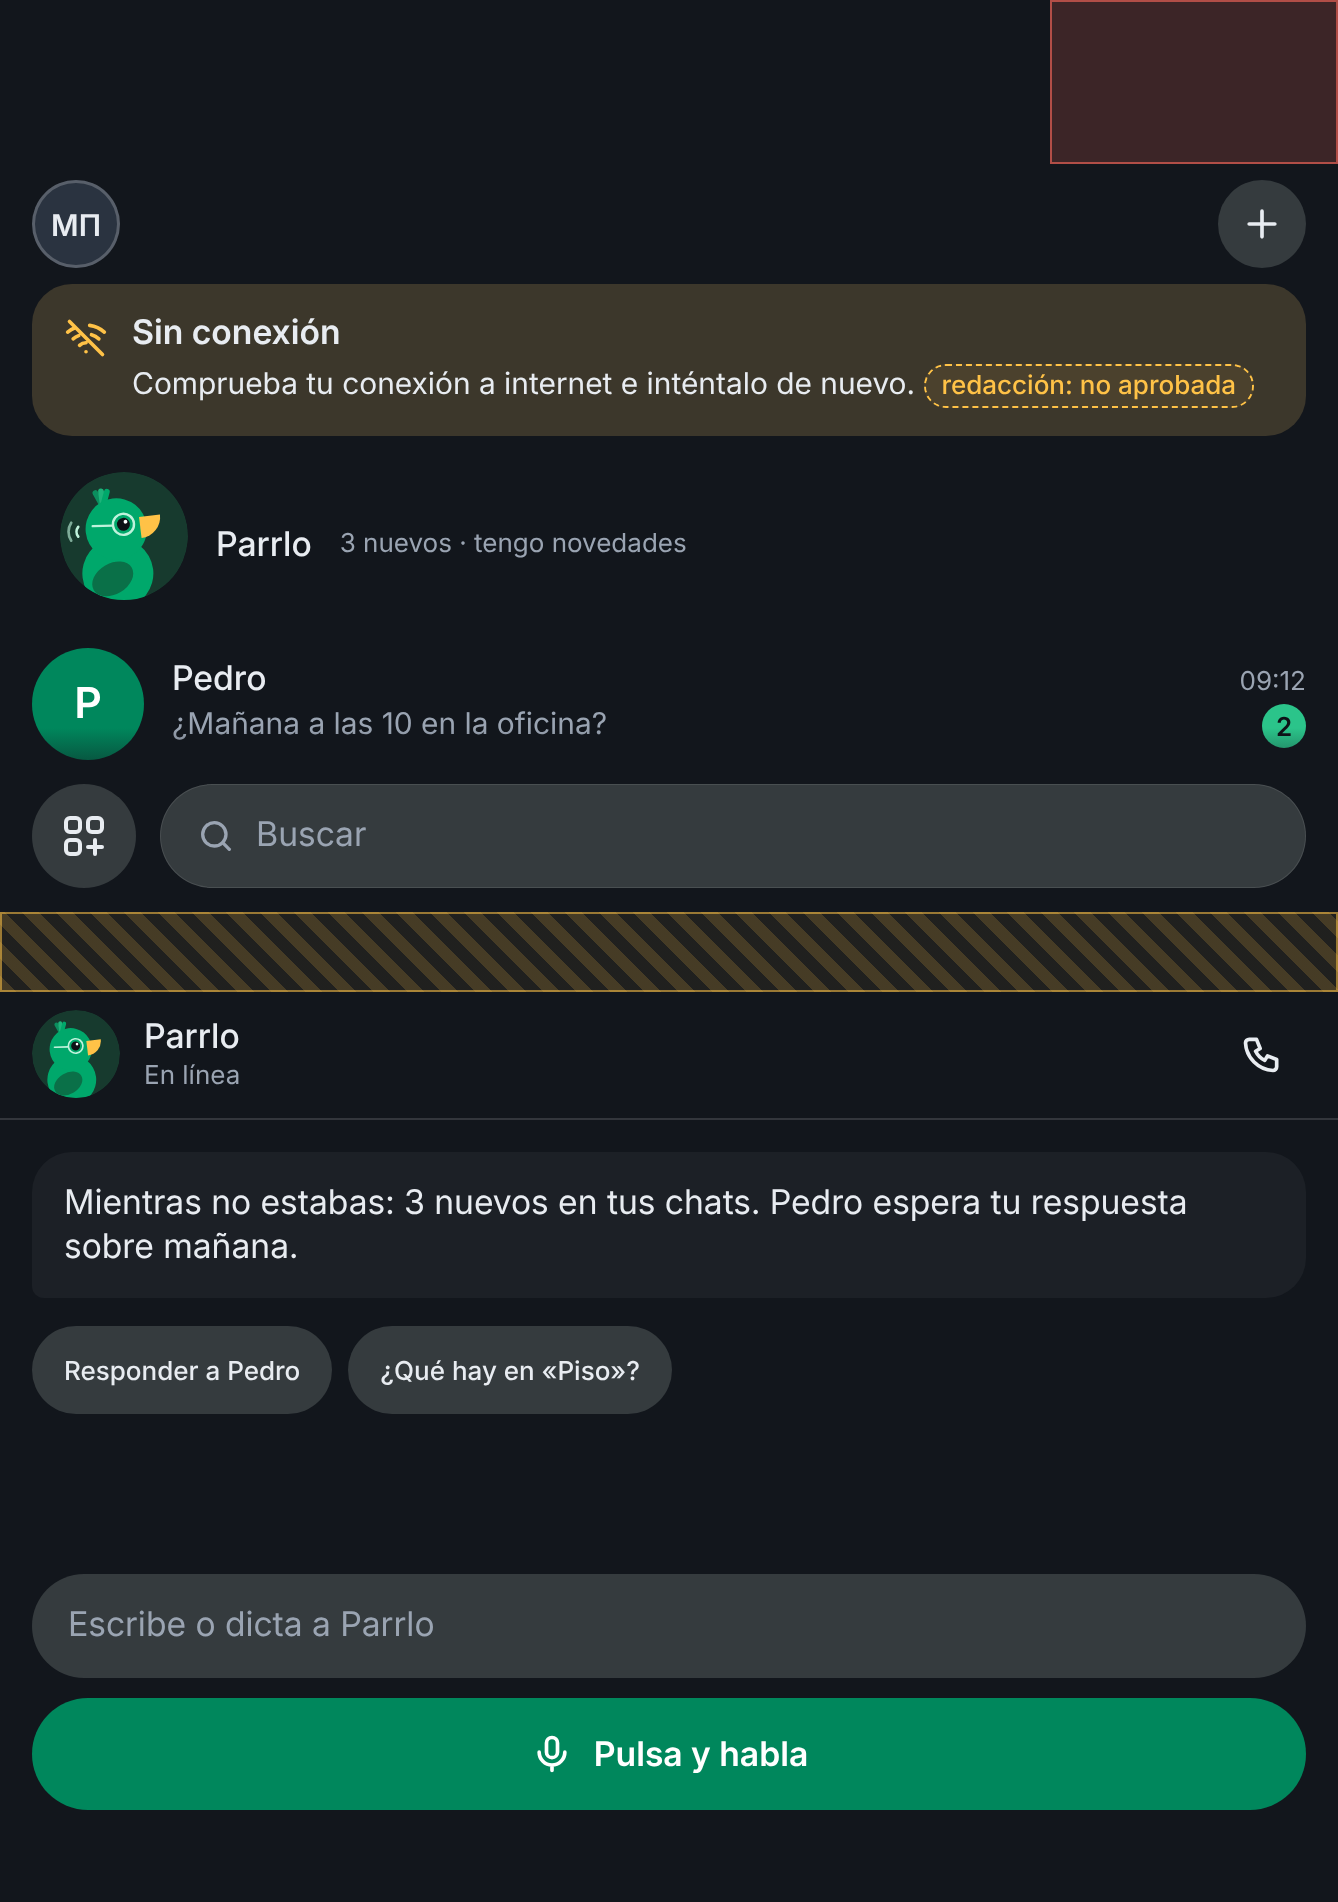 МП
Sin conexión
Comprueba tu conexión a internet e inténtalo de nuevo. redacción: no aprobada
Parrlo 3 nuevos · tengo novedades
P
Pedro 09:12
¿Mañana a las 10 en la oficina? 2
Buscar
Parrlo
En línea
Mientras no estabas: 3 nuevos en tus chats. Pedro espera tu respuesta
sobre mañana.
Responder a Pedro ¿Qué hay en «Piso»?
Escribe o dicta a Parrlo
Pulsa y habla